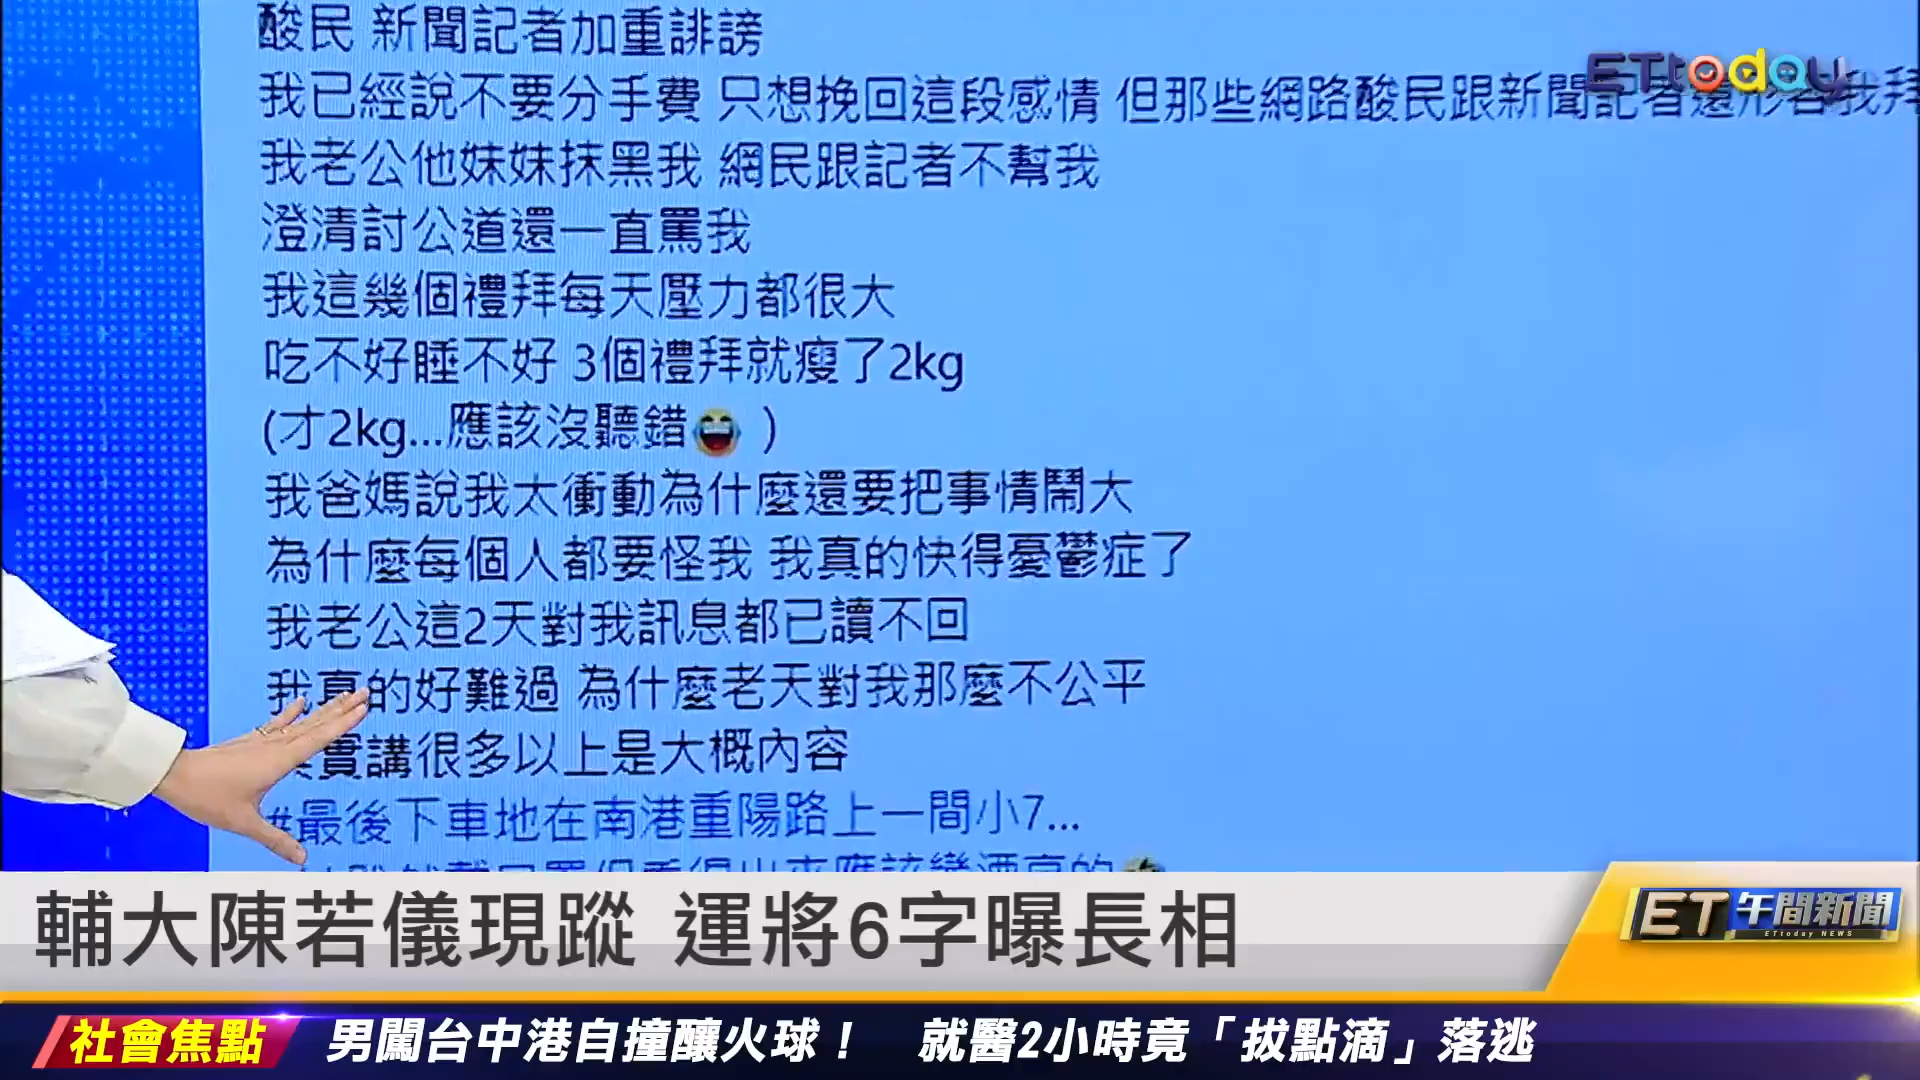 酸民 新聞記者加重誹謗
我已經說不要分手費 只想挽回這段感情 但那些網路酸民跟新聞記者還形容我拜
ETtoday
我老公他妹妹抹黑我 網民跟記者不幫我
澄清討公道還一直罵我
我這幾個禮拜每天壓力都很大
吃不好睡不好 3個禮拜就瘦了2kg
(才2kg...應該沒聽錯😂 )
我爸媽說我太衝動為什麼還要把事情鬧大
為什麼每個人都要怪我 我真的快得憂鬱症了
我老公這2天對我訊息都已讀不回
我真的好難過 為什麼老天對我那麼不公平
實講很多以上是大概內容
#最後下車地在南港重陽路上一間小7...
輔大陳若儀現蹤 運將6字曝長相
ET午間新聞
ETtoday NEWS
社會焦點 男闖台中港自撞釀火球！ 就醫2小時竟「拔點滴」落逃